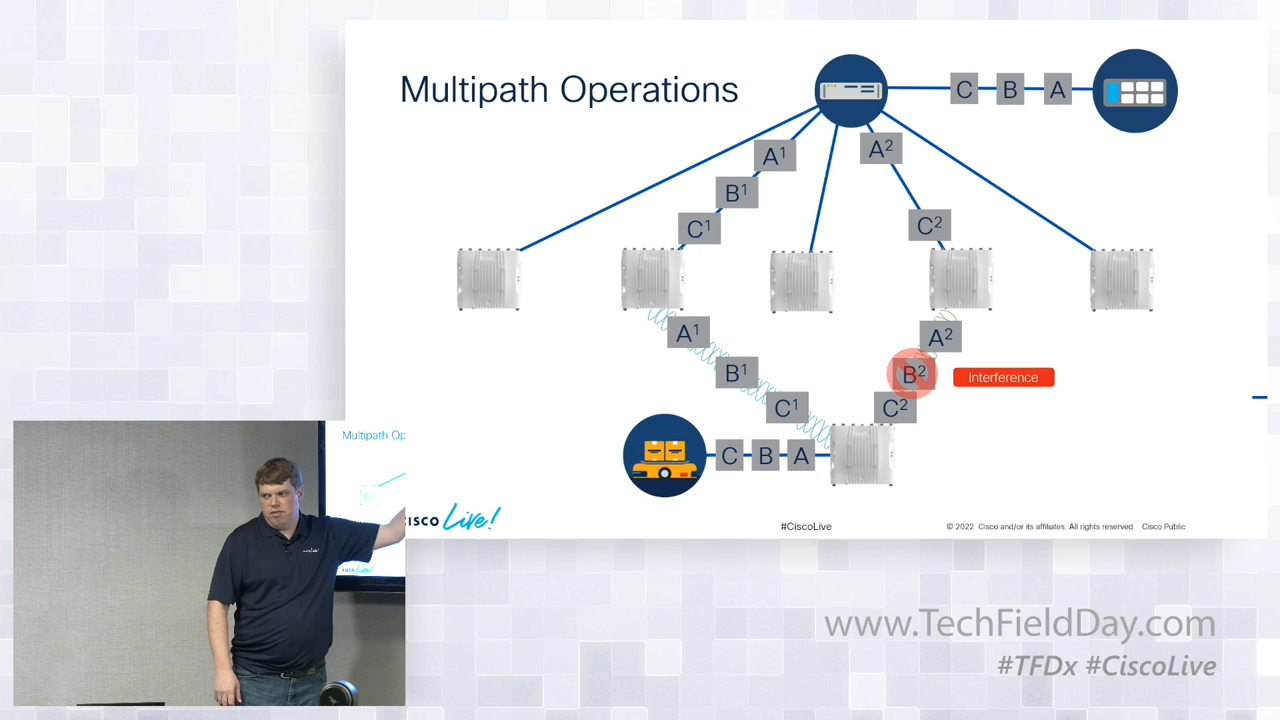 Multipath Operations
C B A
A¹
A²
B¹
C¹
C²
A¹
A²
B¹
B²
Interference
C¹
C²
C B A
Multipath Op
CISCO Live!
#CiscoLive
© 2022 Cisco and/or its affiliates. All rights reserved. Cisco Public
www.TechFieldDay.com
#TFDx #CiscoLive